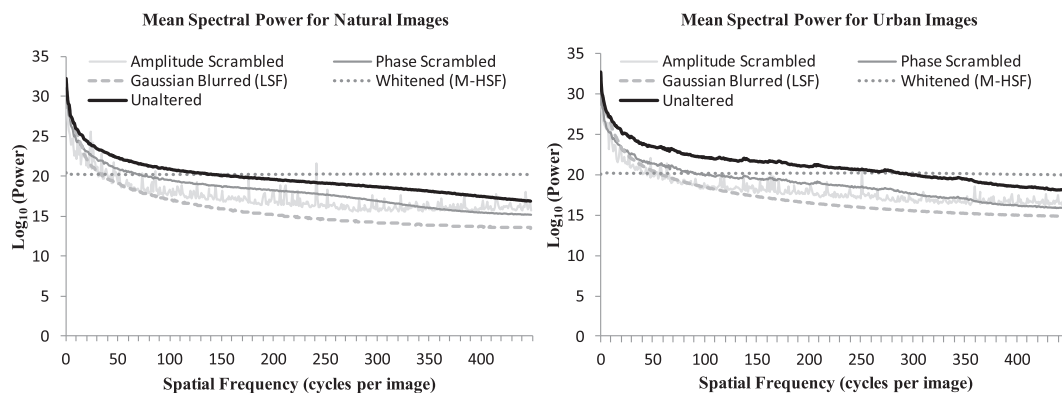 Mean Spectral Power for Natural Images
35
30
25
20
15
10
5
0
Log10 (Power)
Amplitude Scrambled
Phase Scrambled
Gaussian Blurred (LSF)
Whitened (M-HSF)
Unaltered
0 50 100 150 200 250 300 350 400
Spatial Frequency (cycles per image)
Mean Spectral Power for Urban Images
35
30
25
20
15
10
5
0
Log10 (Power)
Amplitude Scrambled
Phase Scrambled
Gaussian Blurred (LSF)
Whitened (M-HSF)
Unaltered
0 50 100 150 200 250 300 350 400
Spatial Frequency (cycles per image)